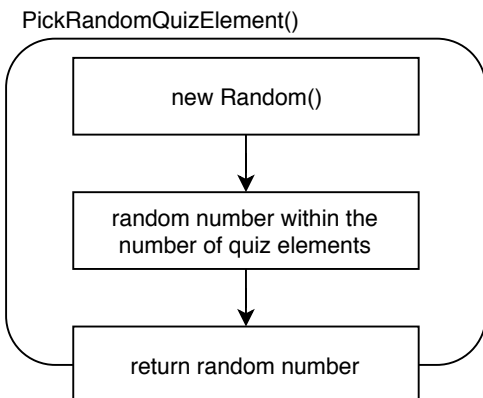 PickRandomQuizElement()
new Random()
random number within the
number of quiz elements
return random number